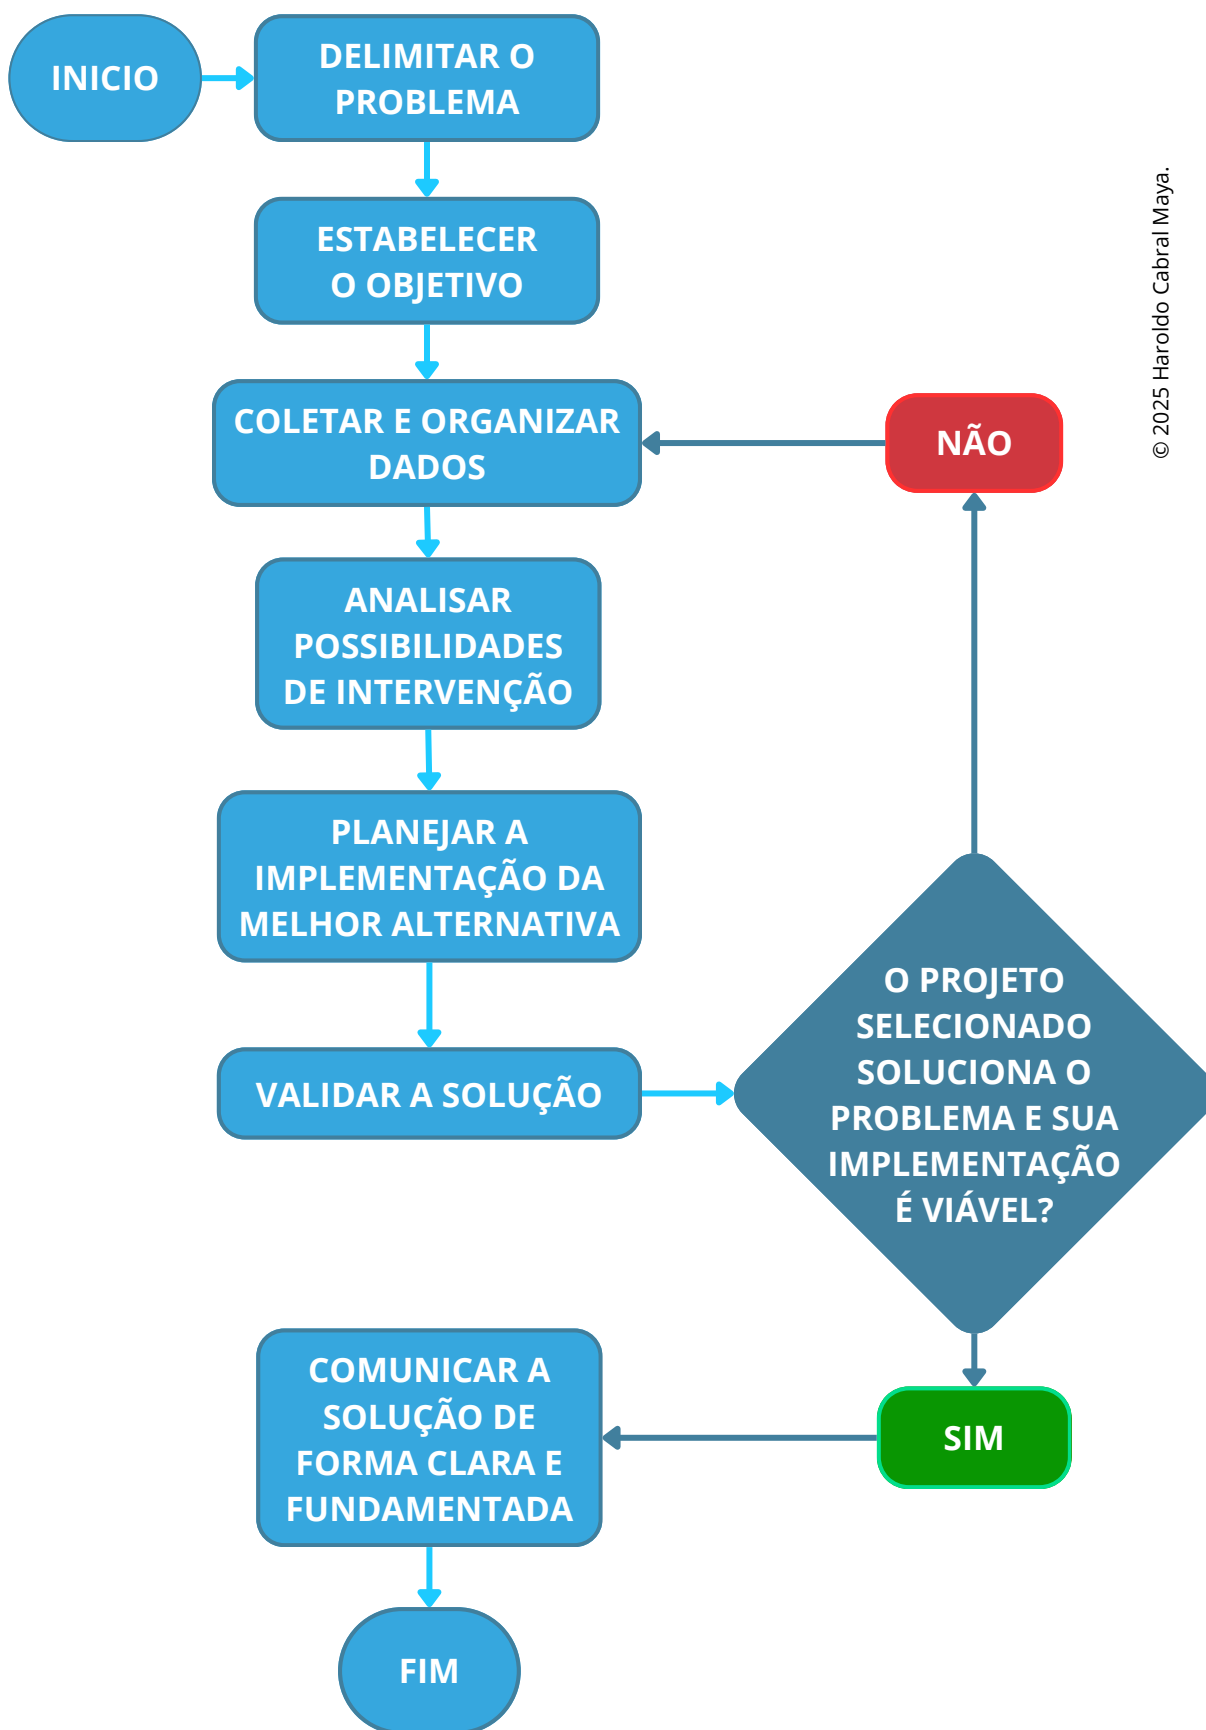 INICIO
DELIMITAR O
PROBLEMA
ESTABELECER
O OBJETIVO
COLETAR E ORGANIZAR
DADOS
NÃO
© 2025 Haroldo Cabral Maya.
ANALISAR
POSSIBILIDADES
DE INTERVENÇÃO
PLANEJAR A
IMPLEMENTAÇÃO DA
MELHOR ALTERNATIVA
VALIDAR A SOLUÇÃO
O PROJETO
SELECIONADO
SOLUCIONA O
PROBLEMA E SUA
IMPLEMENTAÇÃO
É VIÁVEL?
SIM
COMUNICAR A
SOLUÇÃO DE
FORMA CLARA E
FUNDAMENTADA
FIM